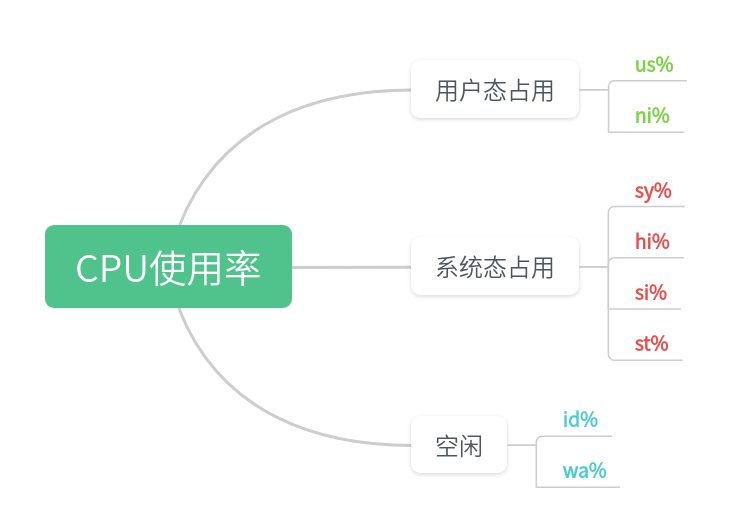 CPU使用率
用户态占用
us%
ni%
系统态占用
sy%
hi%
si%
st%
空闲
id%
wa%